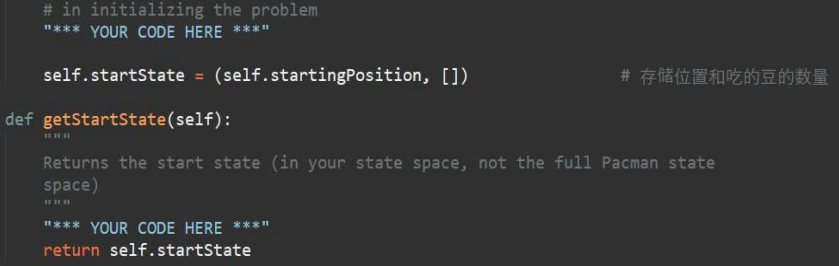 # in initializing the problem
"*** YOUR CODE HERE ***"
self.startState = (self.startingPosition, []) # 存储位置和吃的豆的数量
def getStartState(self):
"""
Returns the start state (in your state space, not the full Pacman state
space)
"""
"*** YOUR CODE HERE ***"
return self.startState